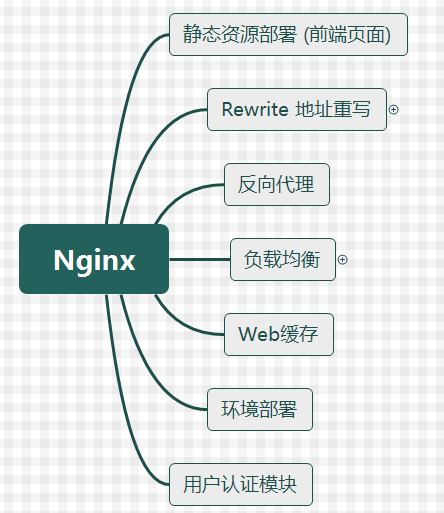 静态资源部署 (前端页面)
Rewrite 地址重写
反向代理
Nginx
负载均衡
Web缓存
环境部署
用户认证模块